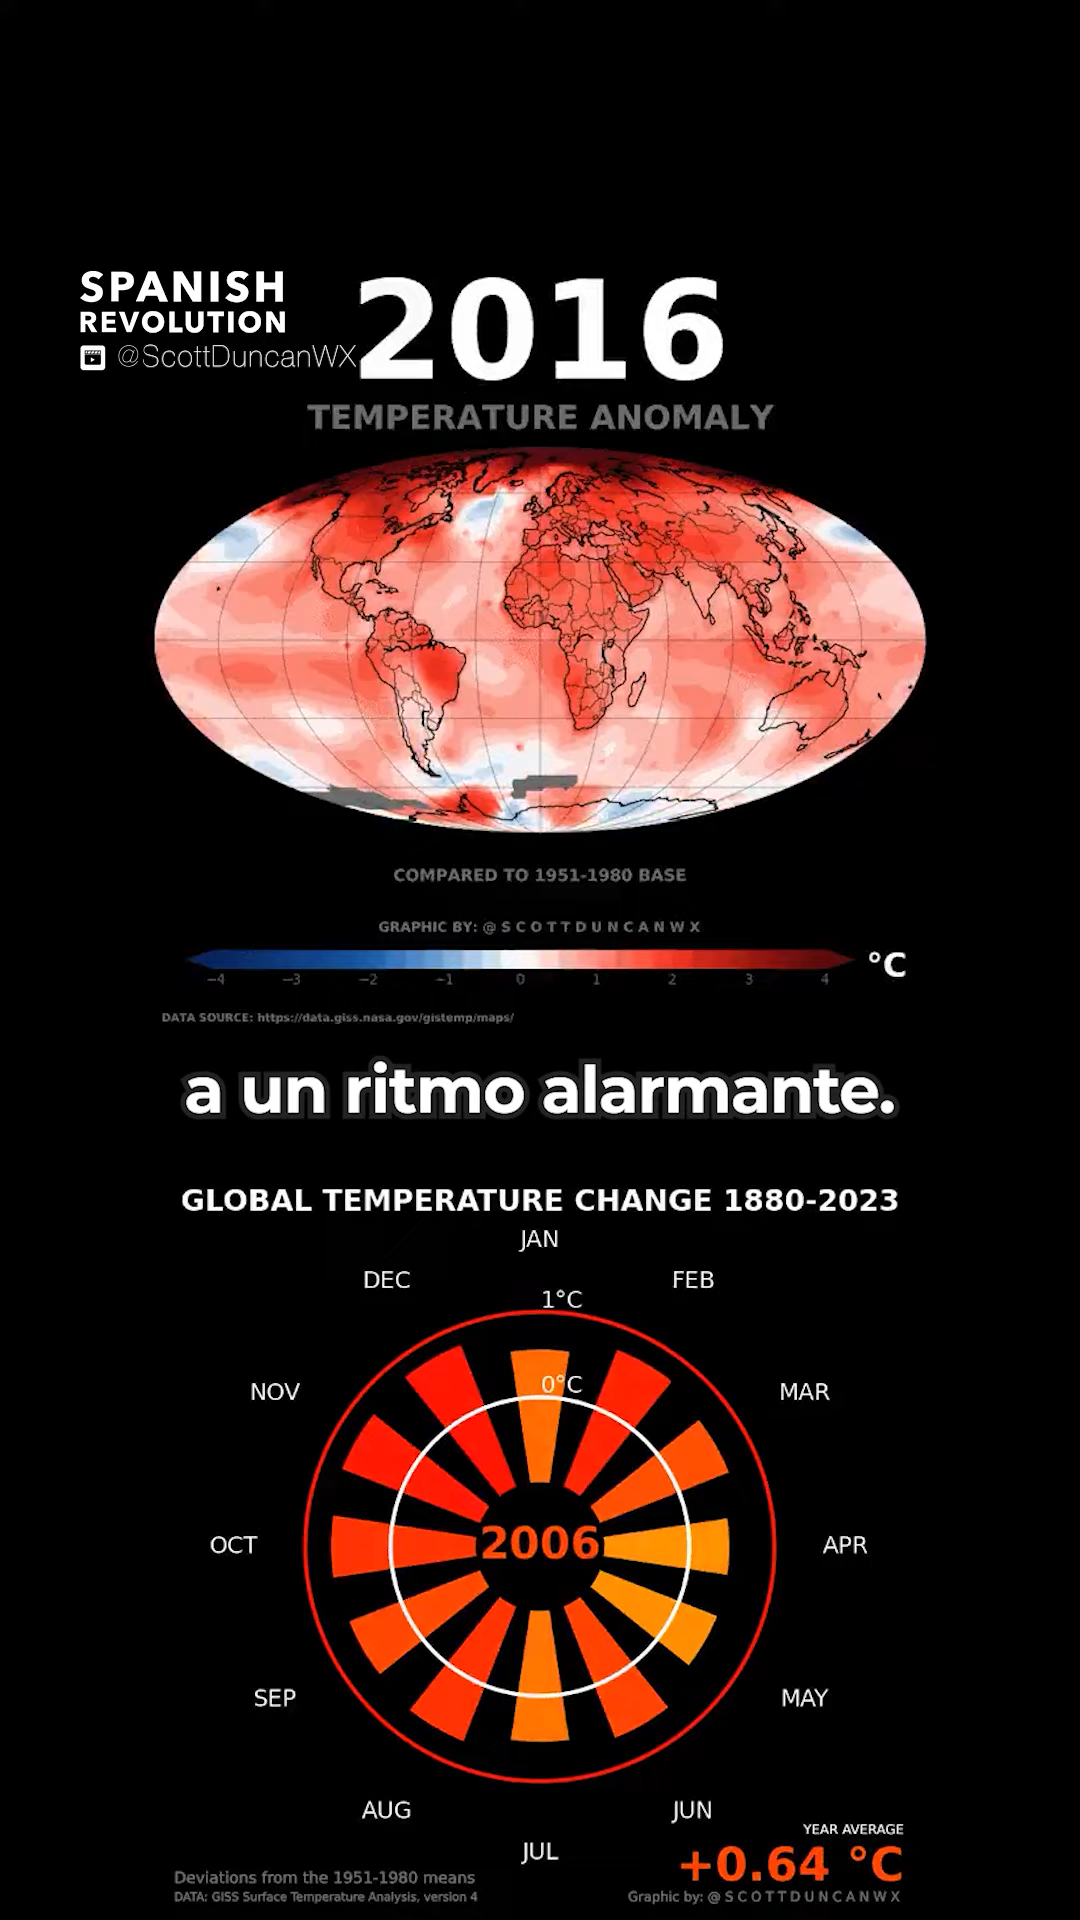 SPANISH
REVOLUTION
@ScottDuncanWX
2016
TEMPERATURE ANOMALY
COMPARED TO 1951-1980 BASE
GRAPHIC BY: @SCOTTDUNCANWX
°C
−4 −3 −2 −1 0 1 2 3 4
DATA SOURCE: https://data.giss.nasa.gov/gistemp/maps/
a un ritmo alarmante.
GLOBAL TEMPERATURE CHANGE 1880-2023
JAN
DEC FEB
1°C
0°C
NOV MAR
OCT 2006 APR
SEP MAY
AUG JUN
JUL
YEAR AVERAGE
+0.64 °C
Deviations from the 1951-1980 means
DATA: GISS Surface Temperature Analysis, version 4
Graphic by: @SCOTTDUNCANWX